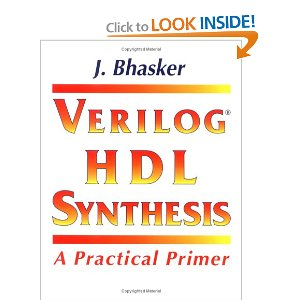 Click to LOOK INSIDE!
J. Bhasker
VERILOG®
HDL
SYNTHESIS
A Practical Primer